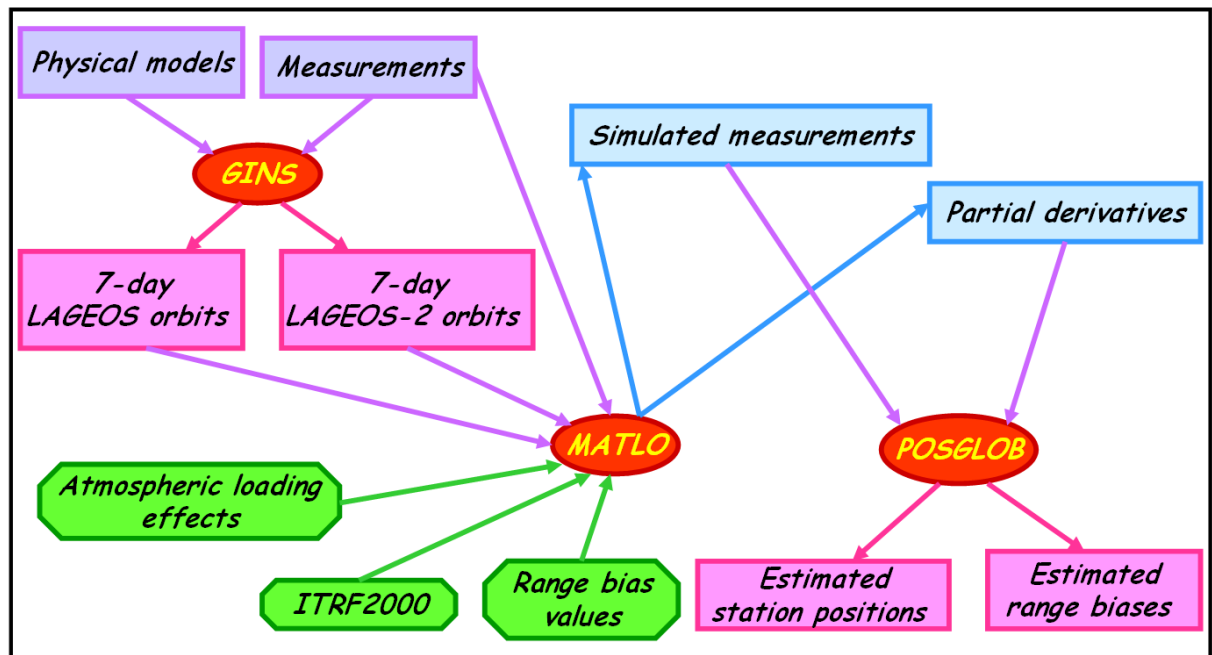 Physical models
Measurements
Simulated measurements
GINS
Partial derivatives
7-day
LAGEOS orbits
7-day
LAGEOS-2 orbits
MATLO
POSGLOB
Atmospheric loading
effects
ITRF2000
Range bias
values
Estimated
station positions
Estimated
range biases